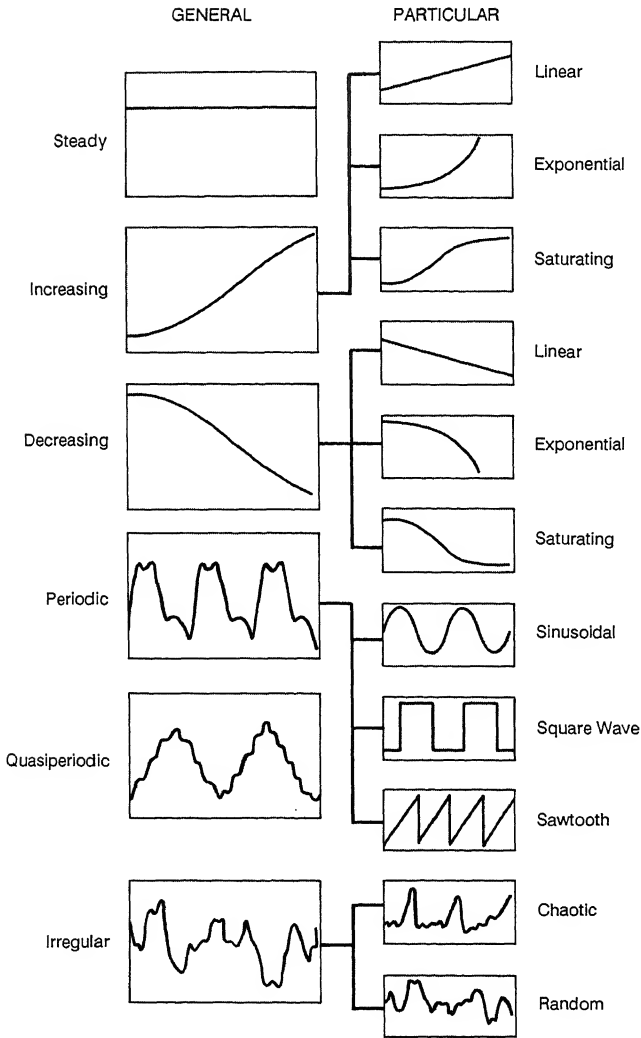 GENERAL
PARTICULAR
Linear
Steady
Exponential
Saturating
Increasing
Linear
Decreasing
Exponential
Saturating
Periodic
Sinusoidal
Square Wave
Quasiperiodic
Sawtooth
Chaotic
Irregular
Random